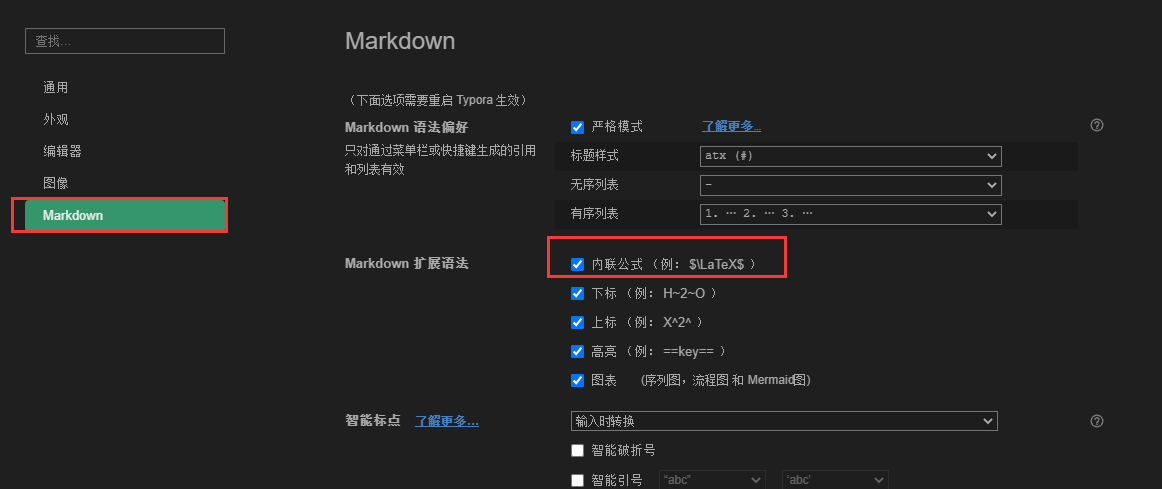 查找...
通用
外观
编辑器
图像
Markdown
Markdown
（下面选项需要重启 Typora 生效）
Markdown 语法偏好
只对通过菜单栏或快捷键生成的引用
和列表有效
严格模式
了解更多...
标题样式
atx (#)
无序列表
-
有序列表
1. ... 2. ... 3. ...
Markdown 扩展语法
内联公式 （例： $\LaTeX$ ）
下标 （例： H~2~O ）
上标 （例： X^2^ ）
高亮 （例： ==key== ）
图表 (序列图，流程图 和 Mermaid图)
智能标点
了解更多...
输入时转换
智能破折号
智能引号
“abc”
‘abc’